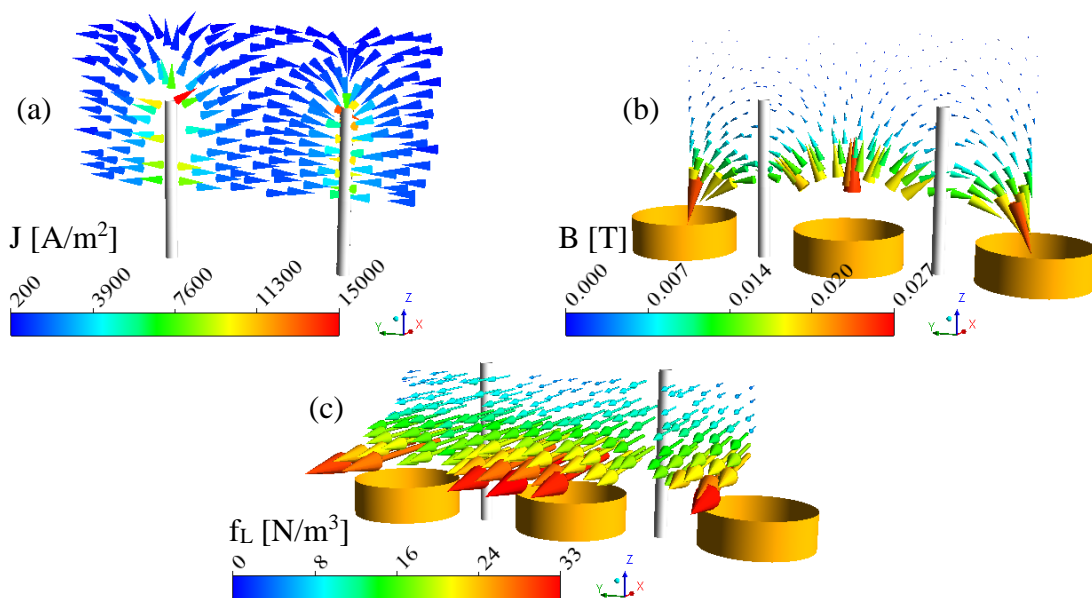 (a)
J [A/m²]
200 3900 7600 11300 15000
Z
Y X
(b)
B [T]
0.000 0.007 0.014 0.020 0.027
Z
Y X
(c)
f_L [N/m³]
0 8 16 24 33
Z
Y X